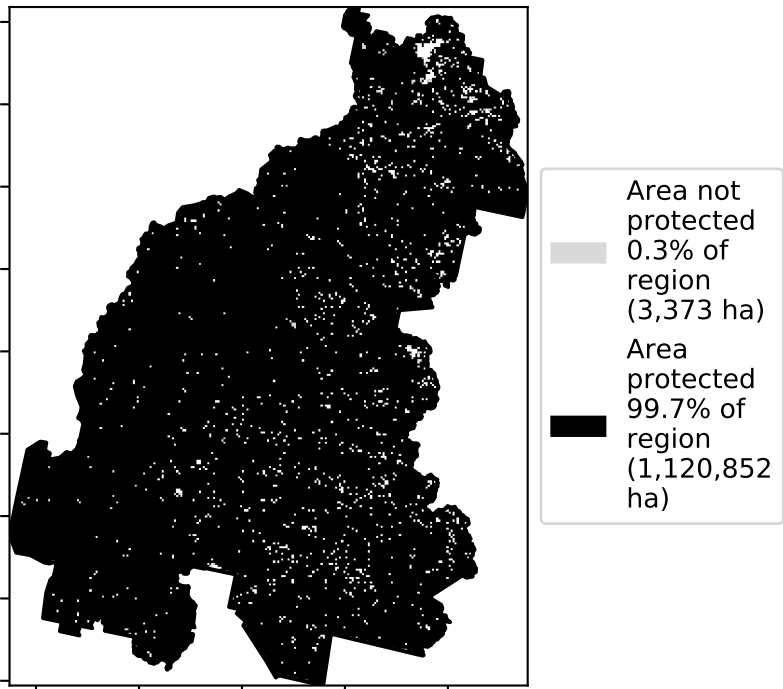 Area not
protected
0.3% of
region
(3,373 ha)
Area
protected
99.7% of
region
(1,120,852
ha)